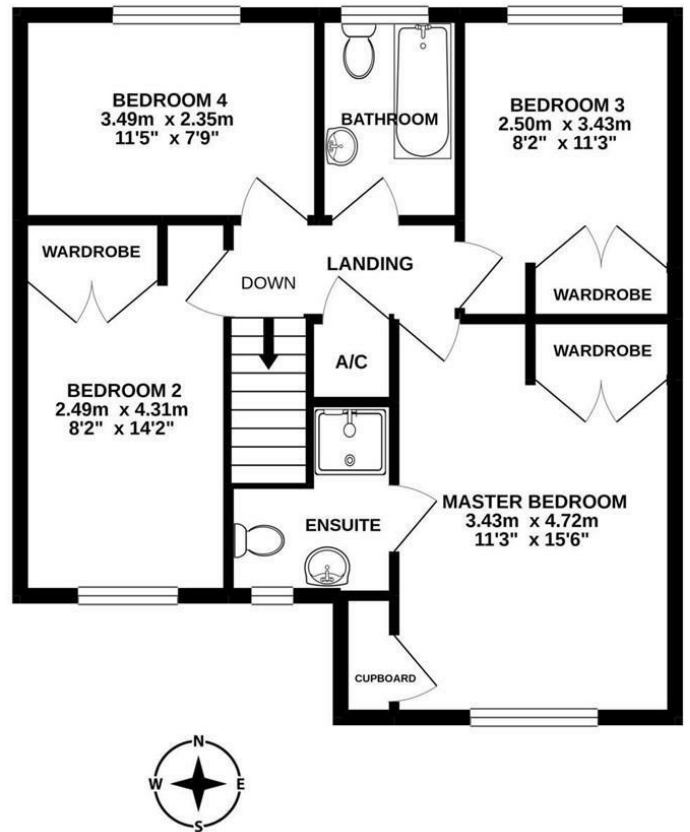 BEDROOM 4
3.49m x 2.35m
11'5" x 7'9"
BATHROOM
BEDROOM 3
2.50m x 3.43m
8'2" x 11'3"
WARDROBE
LANDING
DOWN
WARDROBE
A/C
WARDROBE
BEDROOM 2
2.49m x 4.31m
8'2" x 14'2"
ENSUITE
MASTER BEDROOM
3.43m x 4.72m
11'3" x 15'6"
CUPBOARD
N
W E
S